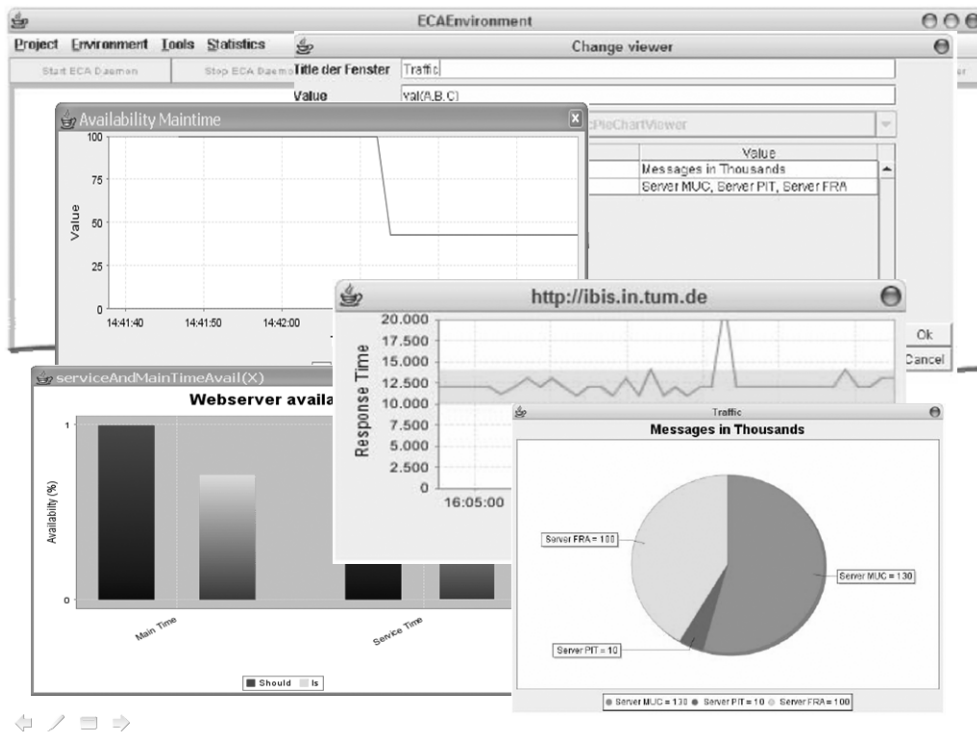 ECAEnvironment
Project Environment Tools Statistics
Start ECA Daemon
Stop ECA Daemo
Change viewer
Title der Fenster Traffic
Value val(A,B,C)
cPieChartViewer
Value
Messages in Thousands
Server MUC, Server PIT, Server FRA
Ok
Cancel
Availability Maintime
100
75
50
25
0
Value
14:41:40 14:41:50 14:42:00
http://ibis.in.tum.de
20.000
17.500
15.000
12.500
10.000
7.500
5.000
2.500
0
Response Time
16:05:00
serviceAndMainTimeAvail(X)
Webserver availa
1
0
Availability (%)
Main Time
Service Time
Should Is
Traffic
Messages in Thousands
Server FRA = 100
Server MUC = 130
Server PIT = 10
Server MUC = 130 Server PIT = 10 Server FRA = 100